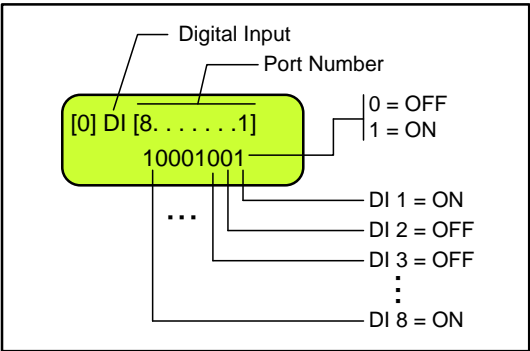 Digital Input
Port Number
[0] DI [8. . . . . . .1]
10001001
0 = OFF
1 = ON
DI 1 = ON
DI 2 = OFF
...
DI 3 = OFF
⋮
DI 8 = ON